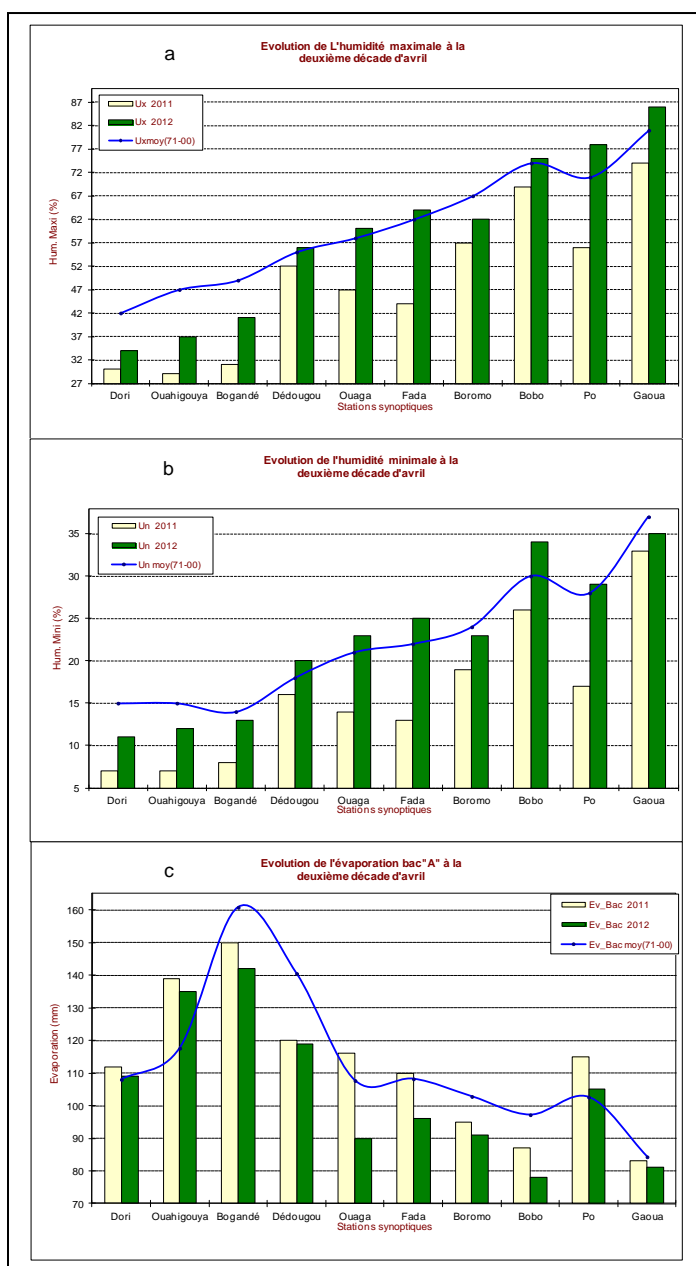 a
Evolution de L'humidité maximale à la
deuxième décade d'avril
Ux 2011
Ux 2012
Uxmoy(71-00)
Hum. Maxi (%)
87
82
77
72
67
62
57
52
47
42
37
32
27
Dori Ouahigouya Bogandé Dédougou Ouaga Fada Boromo Bobo Po Gaoua
Stations synoptiques
b
Evolution de l'humidité minimale à la
deuxième décade d'avril
Un 2011
Un 2012
Un moy(71-00)
Hum. Mini (%)
35
30
25
20
15
10
5
Dori Ouahigouya Bogandé Dédougou Ouaga Fada Boromo Bobo Po Gaoua
Stations synoptiques
c
Evolution de l'évaporation bac"A" à la
deuxième décade d'avril
Ev_Bac 2011
Ev_Bac 2012
Ev_Bac moy(71-00)
Evaporation (mm)
160
150
140
130
120
110
100
90
80
70
Dori Ouahigouya Bogandé Dédougou Ouaga Fada Boromo Bobo Po Gaoua
Stations synoptiques